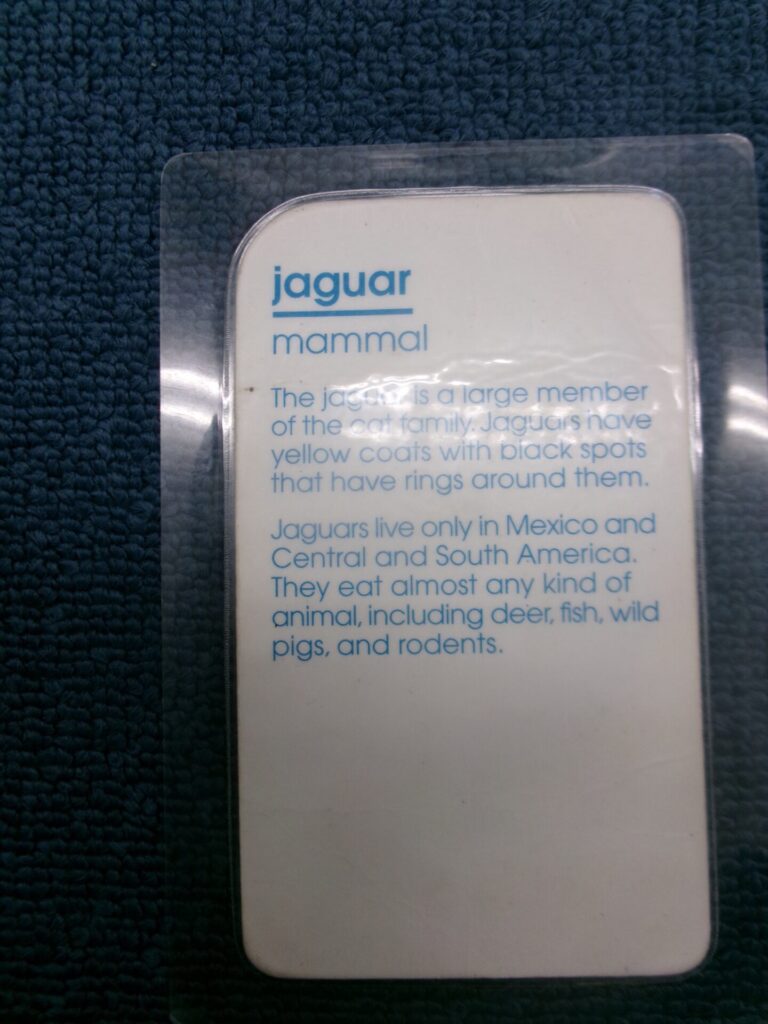 jaguar
mammal
The jaguar is a large member
of the cat family. Jaguars have
yellow coats with black spots
that have rings around them.
Jaguars live only in Mexico and
Central and South America.
They eat almost any kind of
animal, including deer, fish, wild
pigs, and rodents.